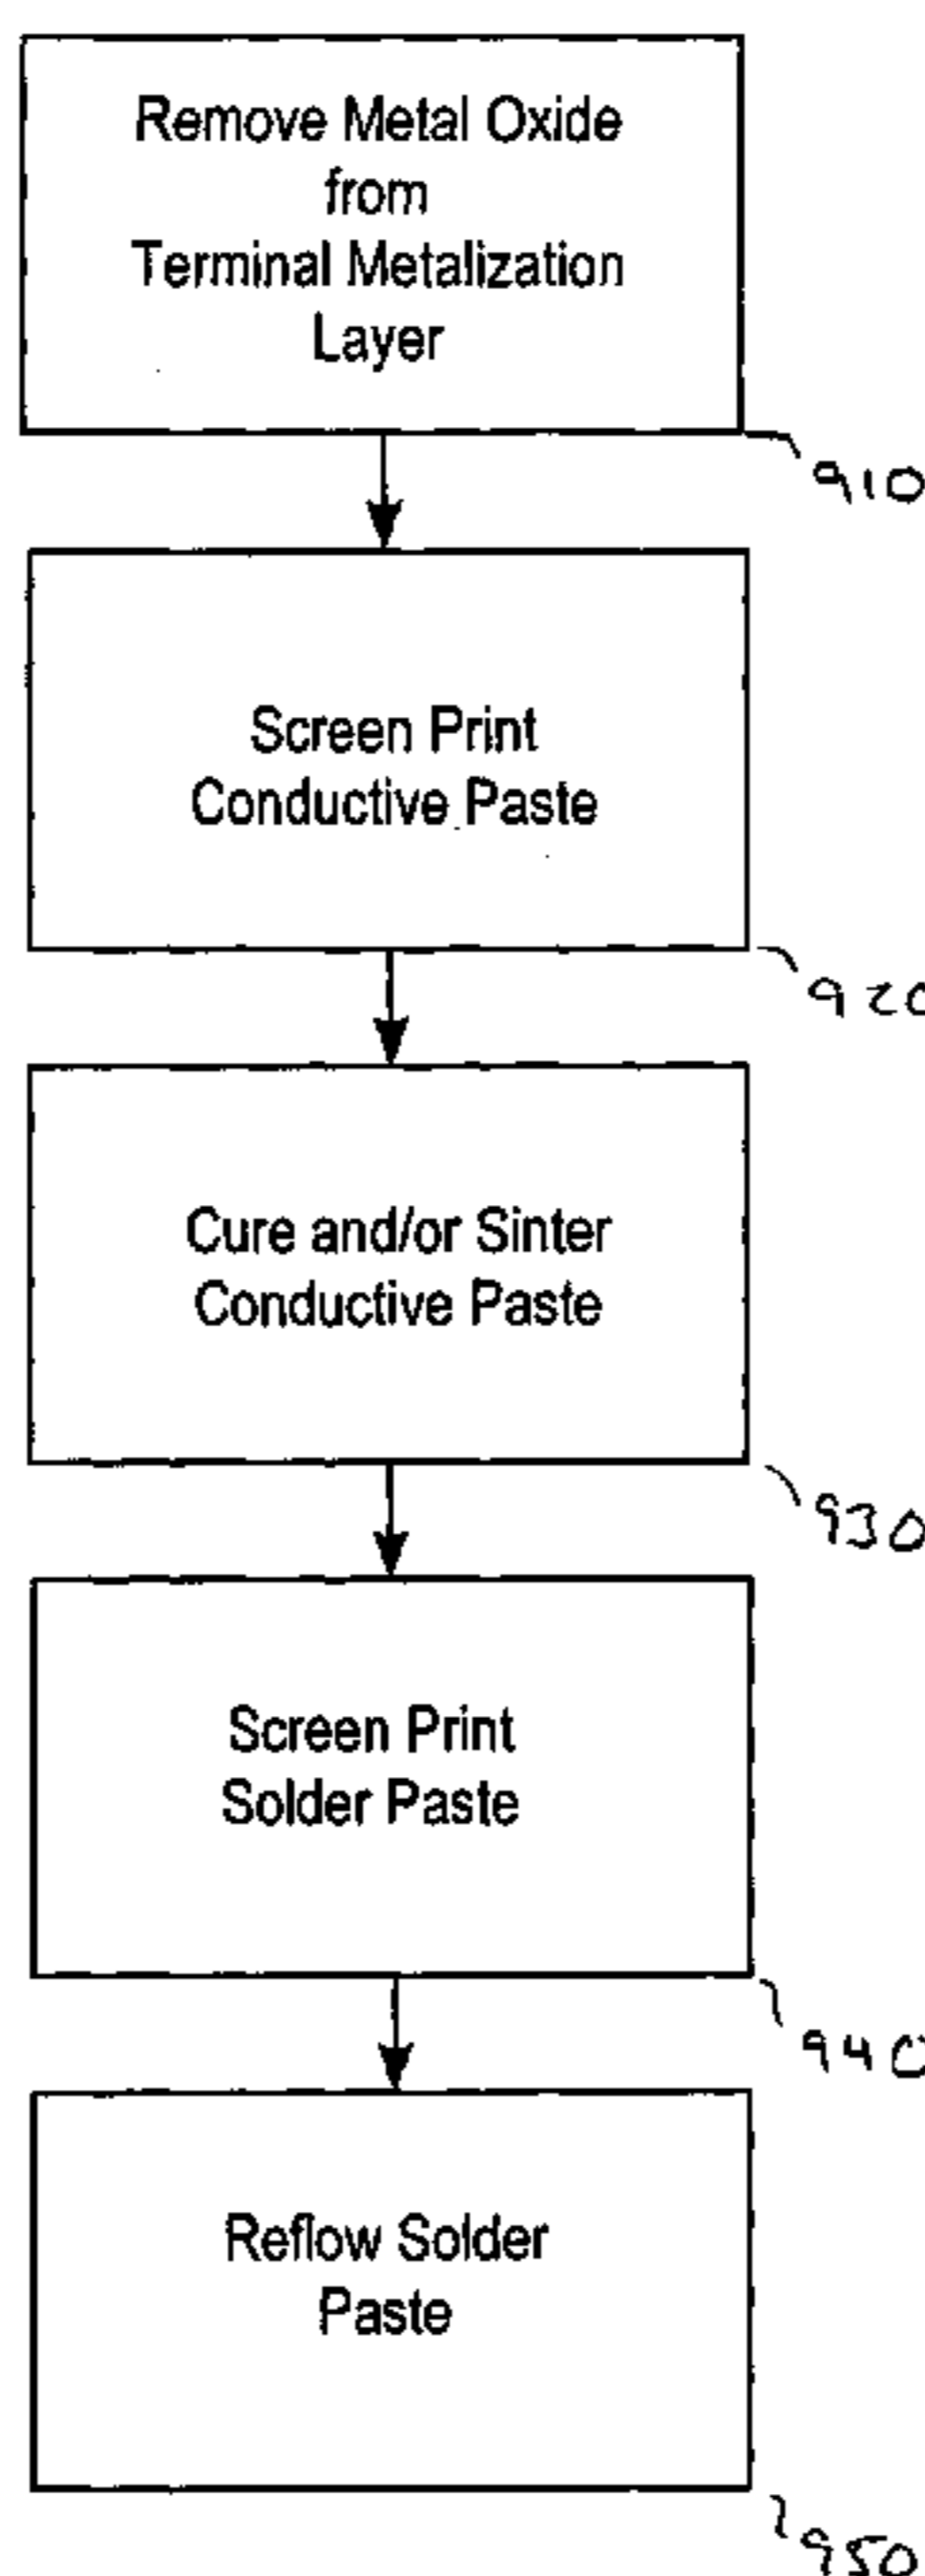 Remove Metal Oxide
from
Terminal Metalization
Layer
910
Screen Print
Conductive Paste
920
Cure and/or Sinter
Conductive Paste
930
Screen Print
Solder Paste
940
Reflow Solder
Paste
950